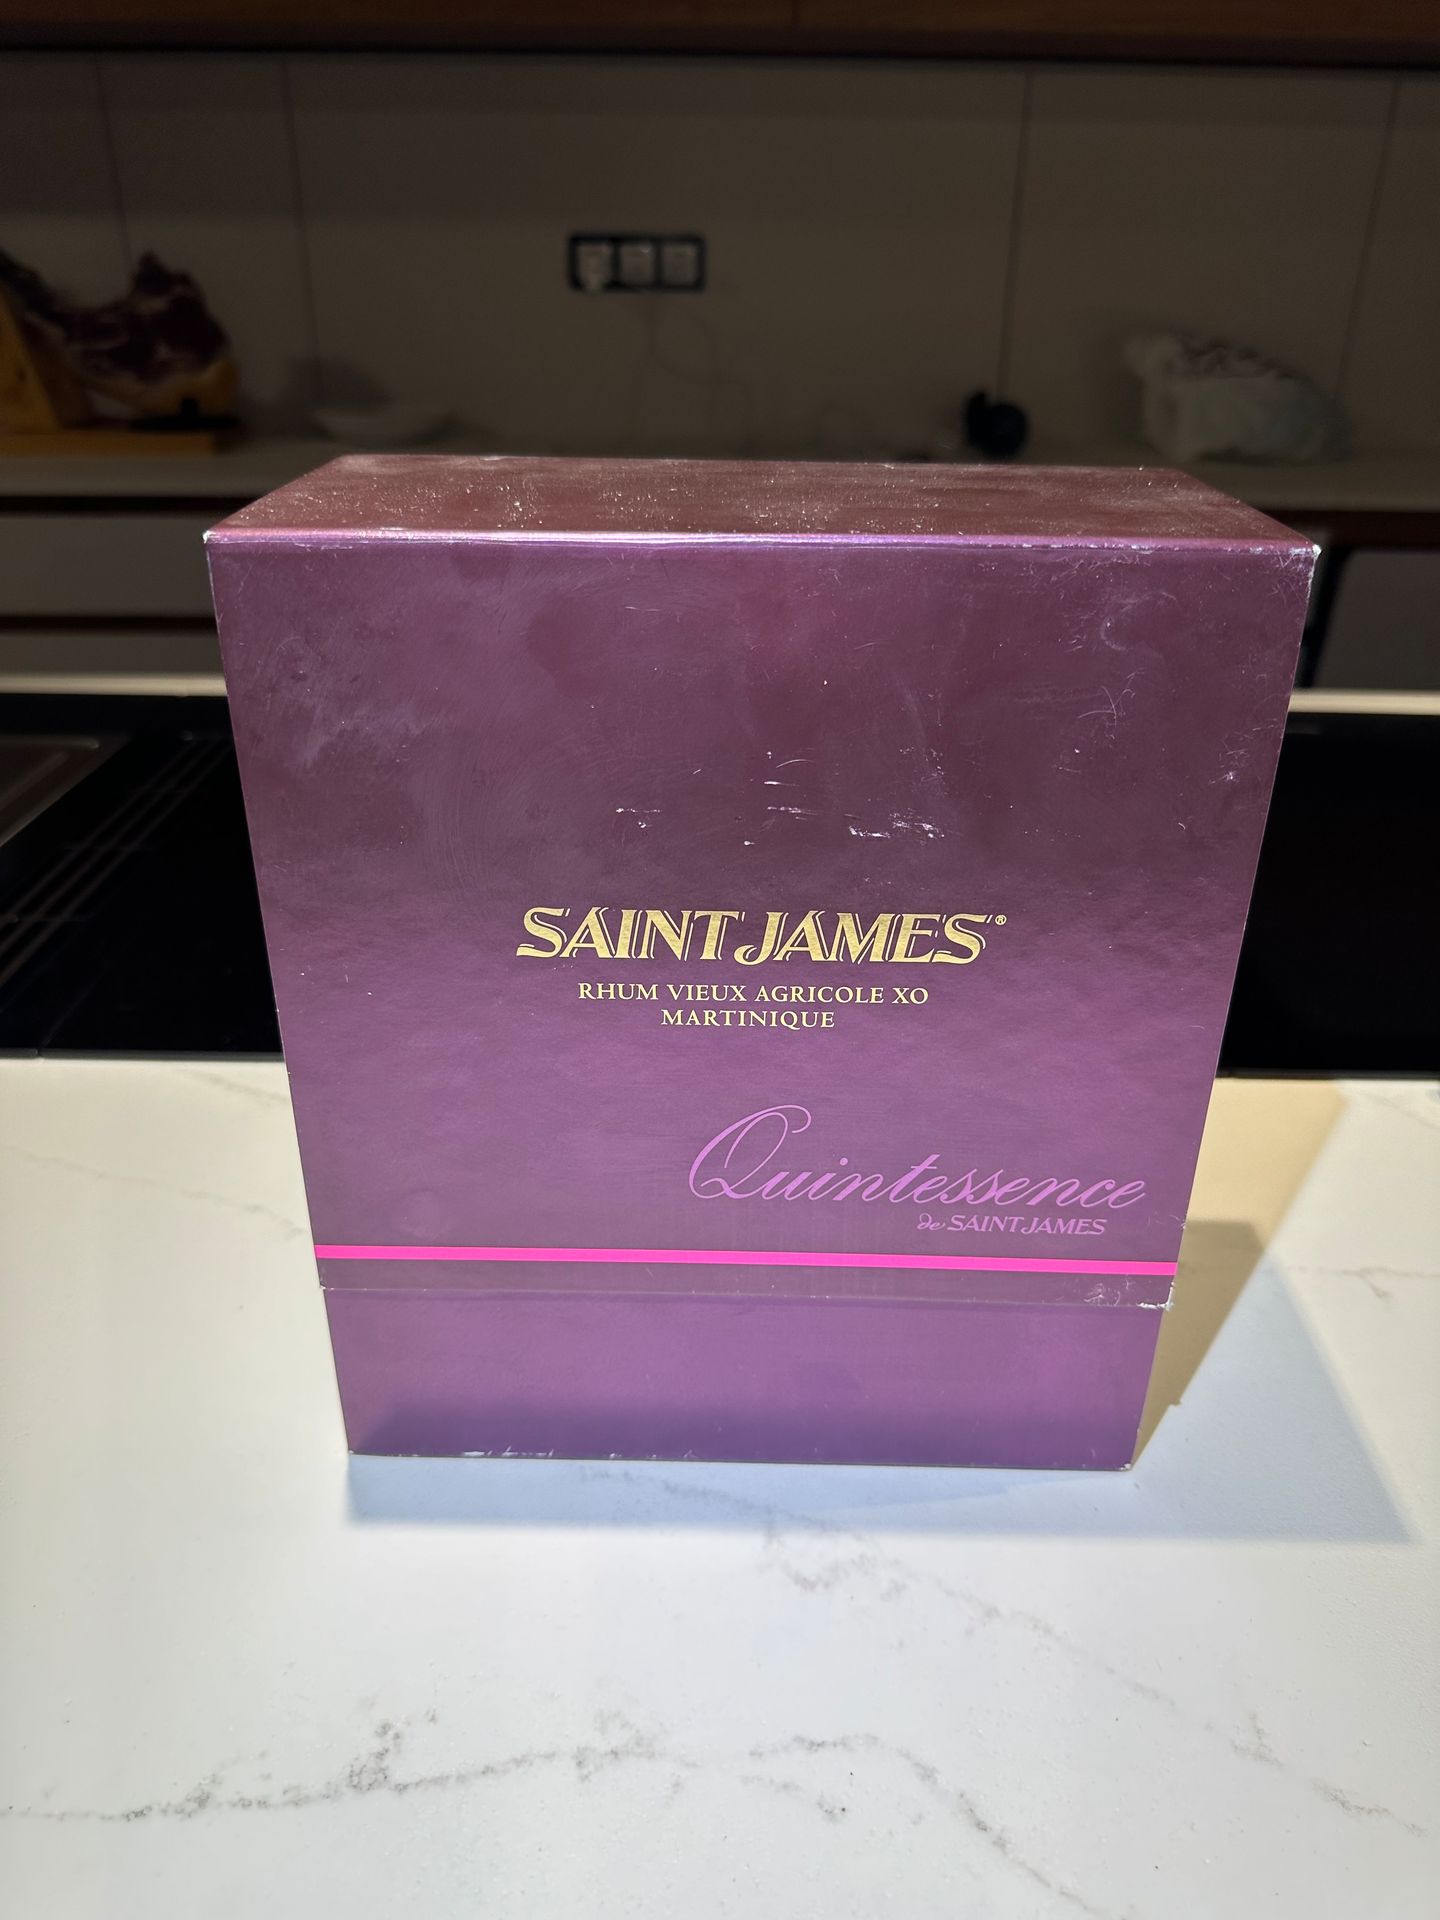 SAINT JAMES®
RHUM VIEUX AGRICOLE XO
MARTINIQUE
Quintessence
de SAINT JAMES